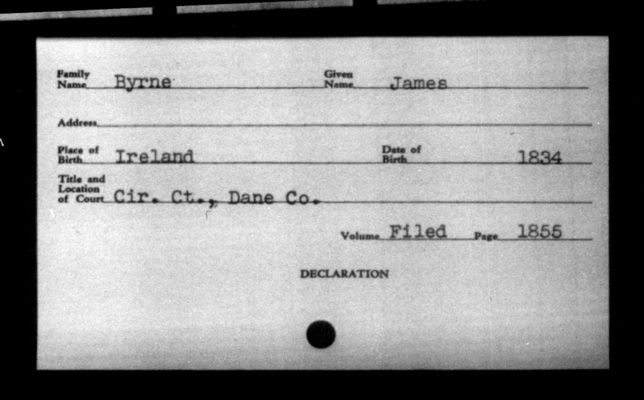 Family Name Byrne Given Name James
Address
Place of Birth Ireland Date of Birth 1834
Title and Location of Court Cir. Ct., Dane Co.
Volume Filed Page 1855
DECLARATION